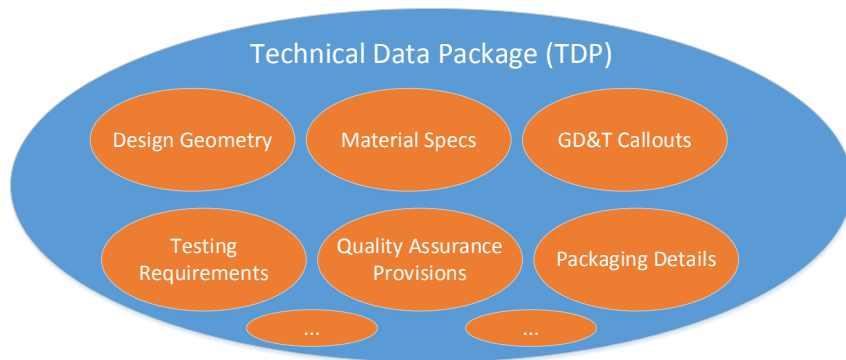 Technical Data Package (TDP)
Design Geometry
Material Specs
GD&T Callouts
Testing
Requirements
Quality Assurance
Provisions
Packaging Details
...
...